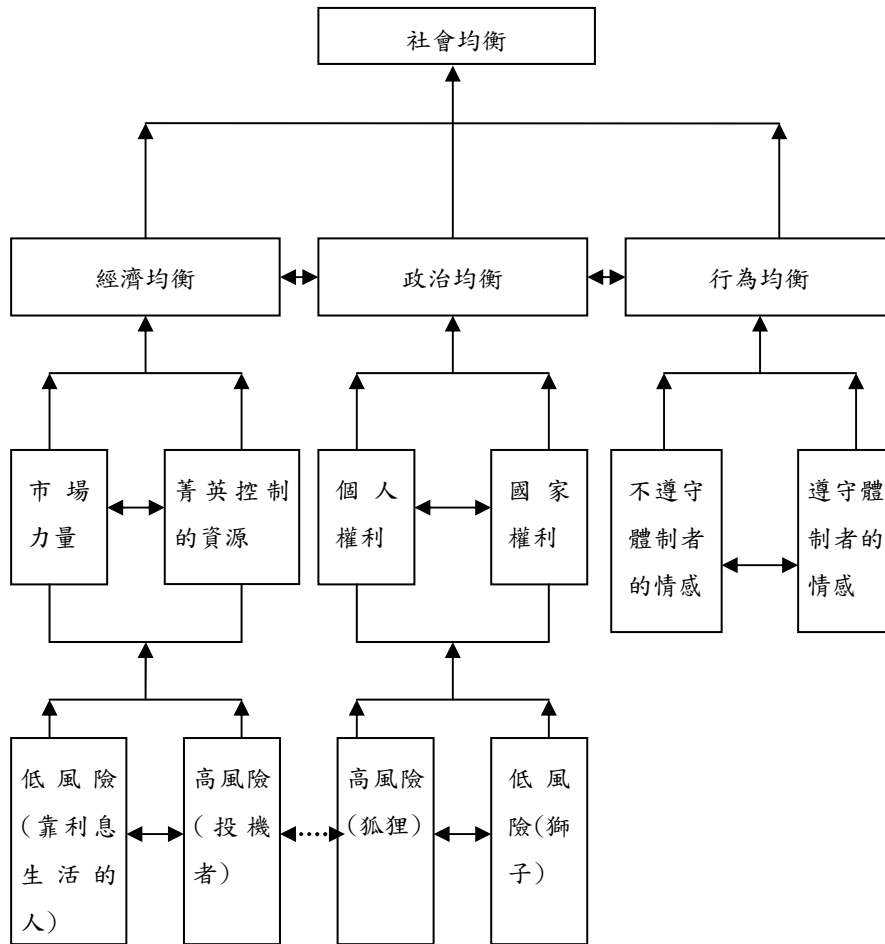 社會均衡
經濟均衡
政治均衡
行為均衡
市場
力量
菁英控制
的資源
個人
權利
國家
權利
不遵守
體制者
的情感
遵守體
制者的
情感
低風險
(靠利息
生活的
人)
高風險
(投機
者)
高風險
(狐狸)
低風
險(獅
子)